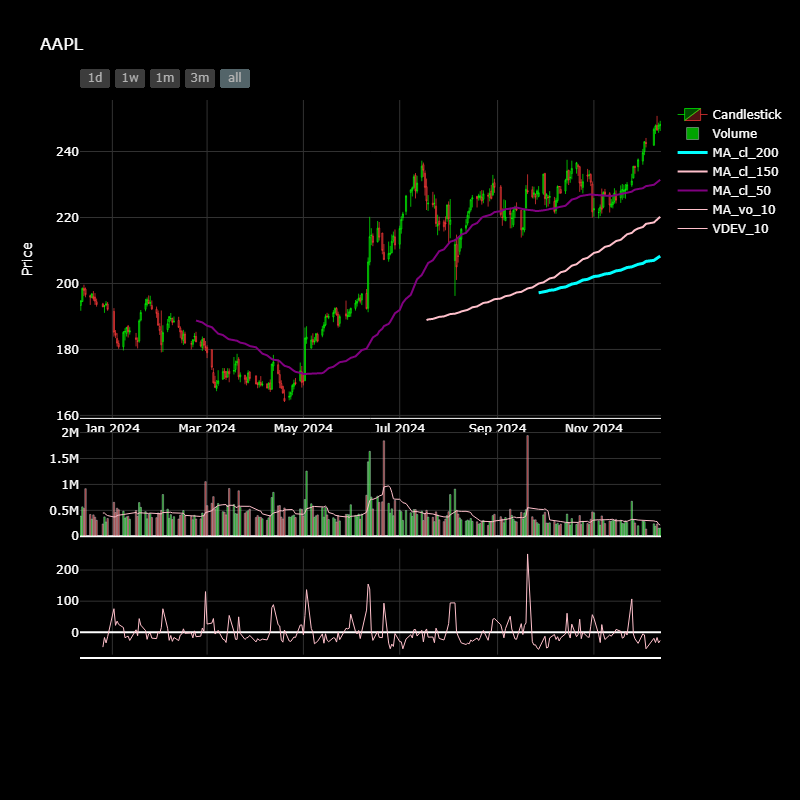 AAPL
1d 1w 1m 3m all
Candlestick
Volume
MA_cl_200
MA_cl_150
MA_cl_50
MA_vo_10
VDEV_10
Price
240
220
200
180
160
Jan 2024 Mar 2024 May 2024 Jul 2024 Sep 2024 Nov 2024
2M
1.5M
1M
0.5M
0
200
100
0